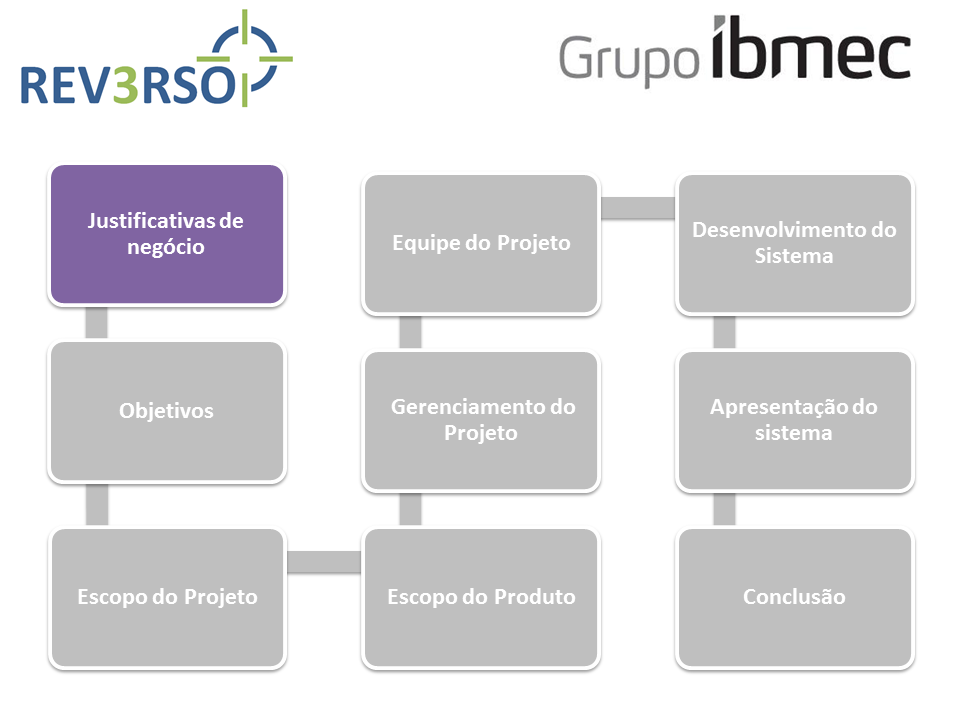 REV3RSO
Grupo ibmec
Justificativas de
negócio
Objetivos
Escopo do Projeto
Escopo do Produto
Gerenciamento do
Projeto
Equipe do Projeto
Desenvolvimento do
Sistema
Apresentação do
sistema
Conclusão